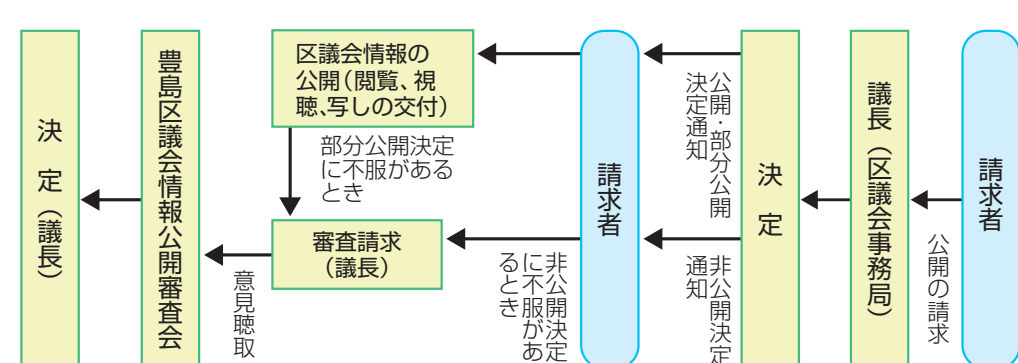 請求者
公開の請求
議長（区議会事務局）
決定
公開・部分公開
決定通知
非公開決定
通知
請求者
区議会情報の
公開（閲覧、視
聴、写しの交付）
部分公開決定
に不服がある
とき
非公開決定
に不服があ
るとき
審査請求
（議長）
意見聴取
豊島区議会情報公開審査会
決定（議長）